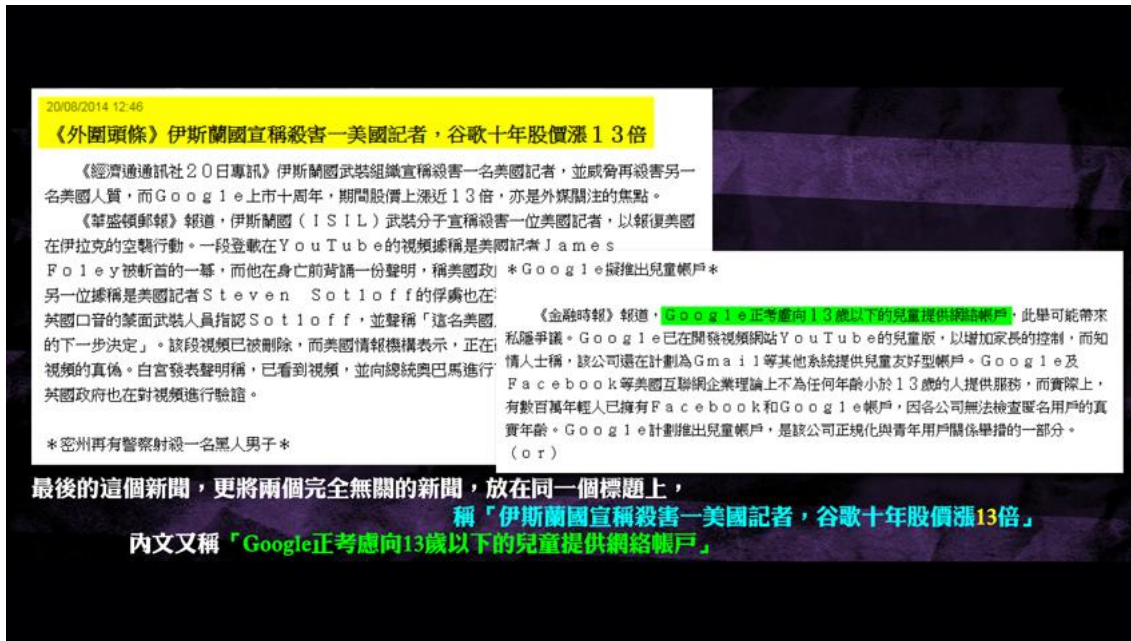 20/08/2014 12:46
《外圍頭條》伊斯蘭國宣稱殺害一美國記者，谷歌十年股價漲１３倍
《經濟通通訊社２０日專訊》伊斯蘭國武裝組織宣稱殺害一名美國記者，並威脅再殺害另一
名美國人質，而Ｇｏｏｇｌｅ上市十周年，期間股價上漲近１３倍，亦是外媒關注的焦點。
《華盛頓郵報》報道，伊斯蘭國（ＩＳＩＬ）武裝分子宣稱殺害一位美國記者，以報復美國
在伊拉克的空襲行動。一段登載在ＹｏｕＴｕｂｅ的視頻據稱是美國記者Ｊａｍｅｓ
Ｆｏｌｅｙ被斬首的一幕，而他在身亡前背誦一份聲明，稱美國政
另一位據稱是美國記者Ｓｔｅｖｅｎ　Ｓｏｔｌｏｆｆ的俘虜也在
英國口音的蒙面武裝人員指認Ｓｏｔｌｏｆｆ，並聲稱「這名美國
的下一步決定」。該段視頻已被刪除，而美國情報機構表示，正在
視頻的真偽。白宮發表聲明稱，已看到視頻，並向總統奧巴馬進行
英國政府也在對視頻進行驗證。
＊密州再有警察射殺一名黑人男子＊
＊Ｇｏｏｇｌｅ擬推出兒童帳戶＊
《金融時報》報道，Ｇｏｏｇｌｅ正考慮向１３歲以下的兒童提供網絡帳戶，此舉可能帶來
私隱爭議。Ｇｏｏｇｌｅ已在開發視頻網站ＹｏｕＴｕｂｅ的兒童版，以增加家長的控制，而知
情人士稱，該公司還在計劃為Ｇｍａｉｌ等其他系統提供兒童友好型帳戶。Ｇｏｏｇｌｅ及
Ｆａｃｅｂｏｏｋ等美國互聯網企業理論上不為任何年齡小於１３歲的人提供服務，而實際上，
有數百萬年輕人已擁有Ｆａｃｅｂｏｏｋ和Ｇｏｏｇｌｅ帳戶，因各公司無法檢查匿名用戶的真
實年齡。Ｇｏｏｇｌｅ計劃推出兒童帳戶，是該公司正規化與青年用戶關係舉措的一部分。
（ｏｒ）
最後的這個新聞，更將兩個完全無關的新聞，放在同一個標題上，
稱「伊斯蘭國宣稱殺害一美國記者，谷歌十年股價漲13倍」
內文又稱「Google正考慮向13歲以下的兒童提供網絡帳戶」